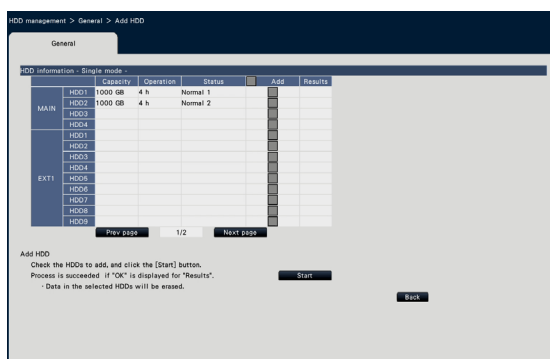 HDD management > General > Add HDD
General
HDD information - Single mode -
Capacity Operation Status Add Results
MAIN
HDD1 1000 GB 4 h Normal 1
HDD2 1000 GB 4 h Normal 2
HDD3
HDD4
EXT1
HDD1
HDD2
HDD3
HDD4
HDD5
HDD6
HDD7
HDD8
HDD9
Prev page 1/2 Next page
Add HDD
Check the HDDs to add, and click the [Start] button.
Process is succeeded if "OK" is displayed for "Results". Start
· Data in the selected HDDs will be erased.
Back